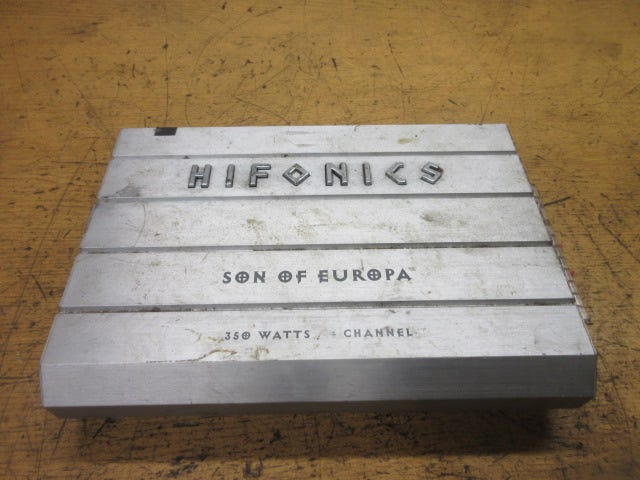 HIFONICS
SON OF EUROPA
350 WATTS CHANNEL